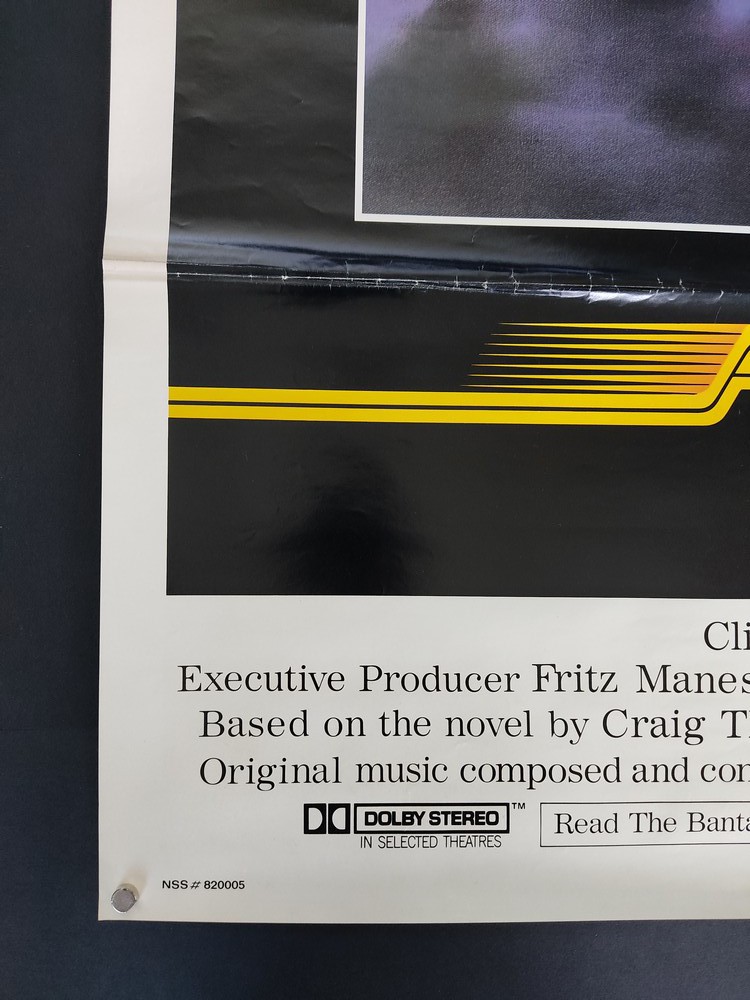 Cli
Executive Producer Fritz Manes
Based on the novel by Craig T
Original music composed and con
DOLBY STEREO™
IN SELECTED THEATRES
Read The Banta
NSS # 820005